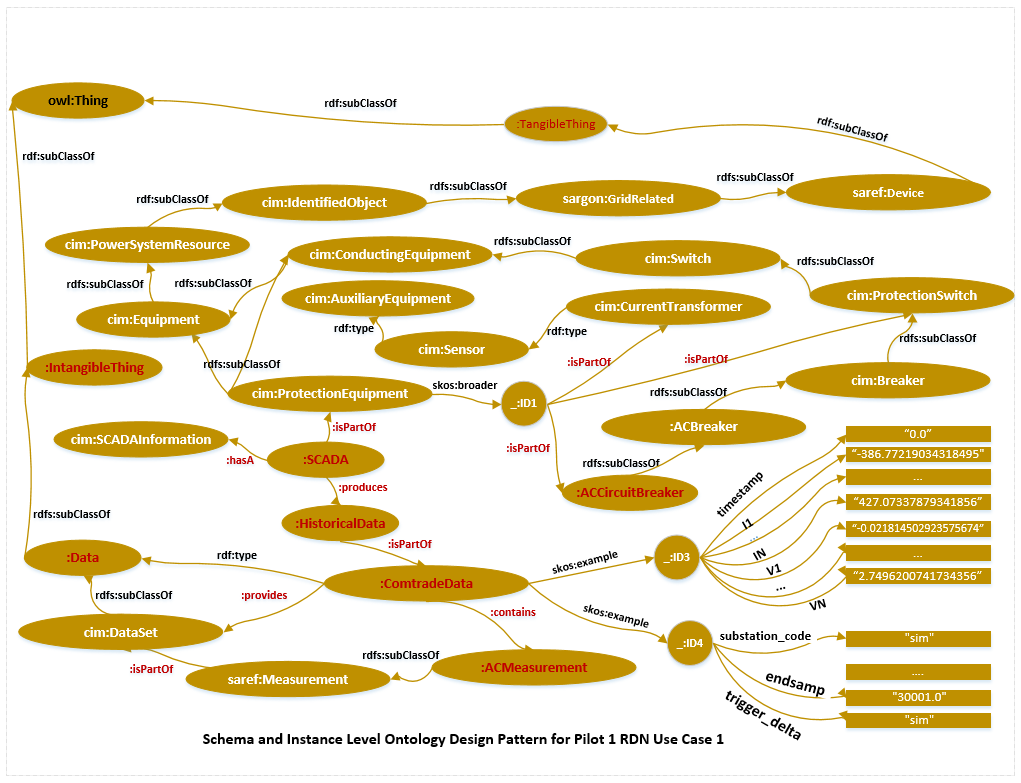 owl:Thing
rdf:subClassOf
:TangibleThing
rdf:subClassOf
rdf:subClassOf
rdf:subClassOf
cim:IdentifiedObject
rdfs:subClassOf
sargon:GridRelated
rdfs:subClassOf
saref:Device
cim:PowerSystemResource
cim:ConductingEquipment
rdfs:subClassOf
cim:Switch
rdfs:subClassOf
rdfs:subClassOf
rdfs:subClassOf
cim:AuxiliaryEquipment
cim:CurrentTransformer
cim:ProtectionSwitch
cim:Equipment
rdf:type
rdf:type
cim:Sensor
rdfs:subClassOf
:IntangibleThing
rdfs:subClassOf
:isPartOf
:isPartOf
cim:ProtectionEquipment
skos:broader
_:ID1
rdfs:subClassOf
cim:Breaker
:isPartOf
:ACBreaker
cim:SCADAInformation
:hasA
:SCADA
:isPartOf
rdfs:subClassOf
:ACCircuitBreaker
:produces
:HistoricalData
:isPartOf
"0.0"
"-386.77219034318495"
...
"427.07337879341856"
"-0.021814502923575674"
...
"2.7496200741734356"
timestamp
I1
...
IN
V1
...
VN
_:ID3
rdfs:subClassOf
:Data
rdf:type
:ComtradeData
skos:example
skos:example
rdfs:subClassOf
:provides
:contains
cim:DataSet
:isPartOf
saref:Measurement
rdfs:subClassOf
:ACMeasurement
_:ID4
substation_code
"sim"
....
endsamp
"30001.0"
trigger_delta
"sim"
Schema and Instance Level Ontology Design Pattern for Pilot 1 RDN Use Case 1